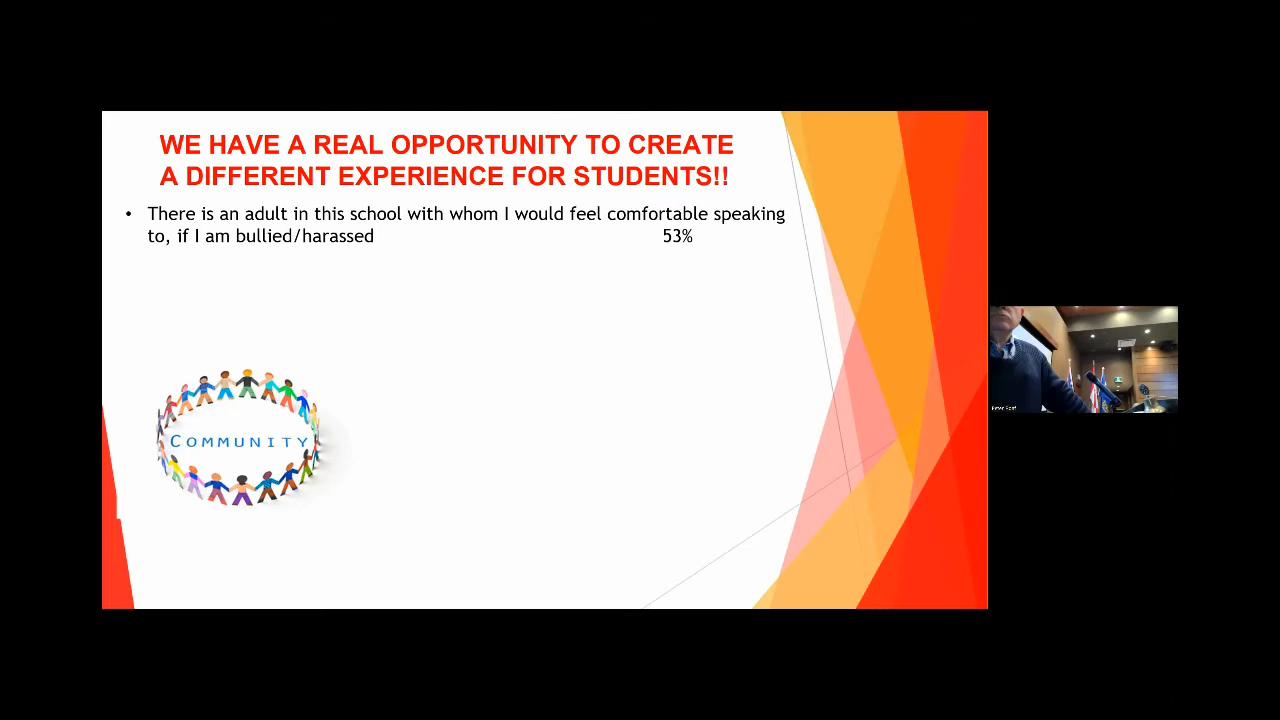 WE HAVE A REAL OPPORTUNITY TO CREATE
A DIFFERENT EXPERIENCE FOR STUDENTS!!
• There is an adult in this school with whom I would feel comfortable speaking
to, if I am bullied/harassed 53%
COMMUNITY